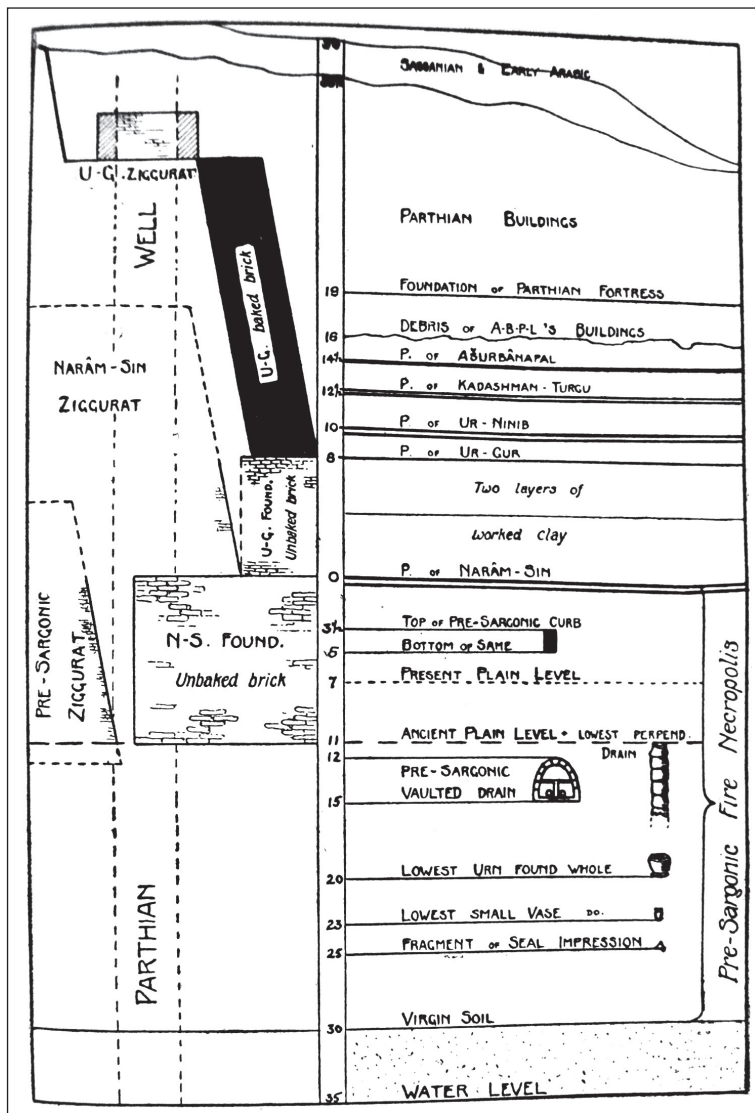 SASSANIAN & EARLY ARABIC
U-G. ZIGGURAT
WELL
PARTHIAN BUILDINGS
U-G. baked brick
19 FOUNDATION OF PARTHIAN FORTRESS
16 DEBRIS OF A-B-P-L'S BUILDINGS
14½ P. OF AŠURBÂNAPAL
NARÂM-SIN
ZIGGURAT
12½ P. OF KADASHMAN-TURGU
10 P. OF UR-NINIB
8 P. OF UR-GUR
U-G. FOUND.
Unbaked brick
Two layers of
worked clay
0 P. OF NARÂM-SIN
PRE-SARGONIC
ZIGGURAT
N-S. FOUND.
Unbaked brick
3½ TOP OF PRE-SARGONIC CURB
5 BOTTOM OF SAME
7 PRESENT PLAIN LEVEL
11 ANCIENT PLAIN LEVEL - LOWEST PERPEND.
DRAIN
12
PRE-SARGONIC
15 VAULTED DRAIN
Pre-Sargonic Fire Necropolis
20 LOWEST URN FOUND WHOLE
23 LOWEST SMALL VASE DO.
25 FRAGMENT OF SEAL IMPRESSION
PARTHIAN
30 VIRGIN SOIL
35 WATER LEVEL